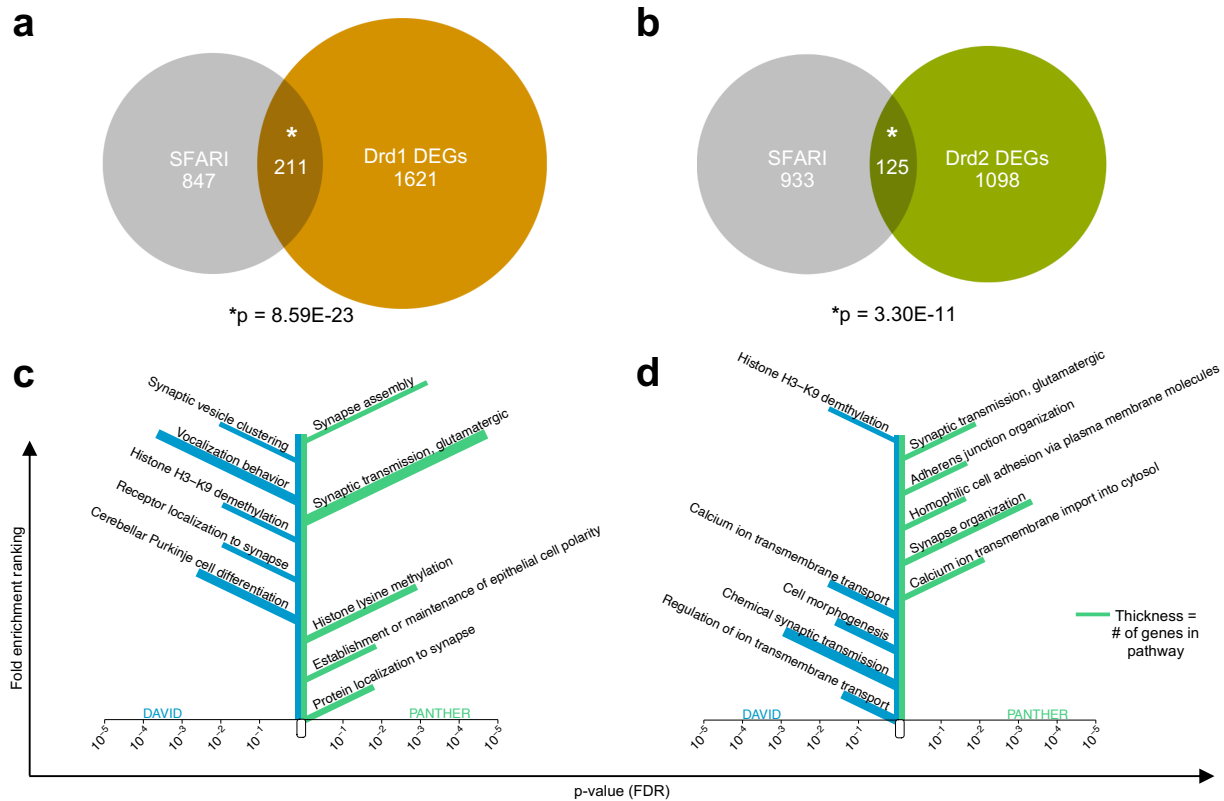 a
SFARI
847
*
211
Drd1 DEGs
1621
*p = 8.59E-23
b
SFARI
933
*
125
Drd2 DEGs
1098
*p = 3.30E-11
c
Synaptic vesicle clustering
Vocalization behavior
Histone H3–K9 demethylation
Receptor localization to synapse
Cerebellar Purkinje cell differentiation
Synapse assembly
Synaptic transmission, glutamatergic
Histone lysine methylation
Establishment or maintenance of epithelial cell polarity
Protein localization to synapse
DAVID
PANTHER
10-5
10-4
10-3
10-2
10-1
10-1
10-2
10-3
10-4
10-5
d
Histone H3–K9 demthylation
Calcium ion transmembrane transport
Cell morphogenesis
Chemical synaptic transmission
Regulation of ion transmembrane transport
Synaptic transmission, glutamatergic
Adherens junction organization
Homophilic cell adhesion via plasma membrane molecules
Synapse organization
Calcium ion transmembrane import into cytosol
Thickness =
# of genes in
pathway
DAVID
PANTHER
10-5
10-4
10-3
10-2
10-1
10-1
10-2
10-3
10-4
10-5
Fold enrichment ranking
p-value (FDR)